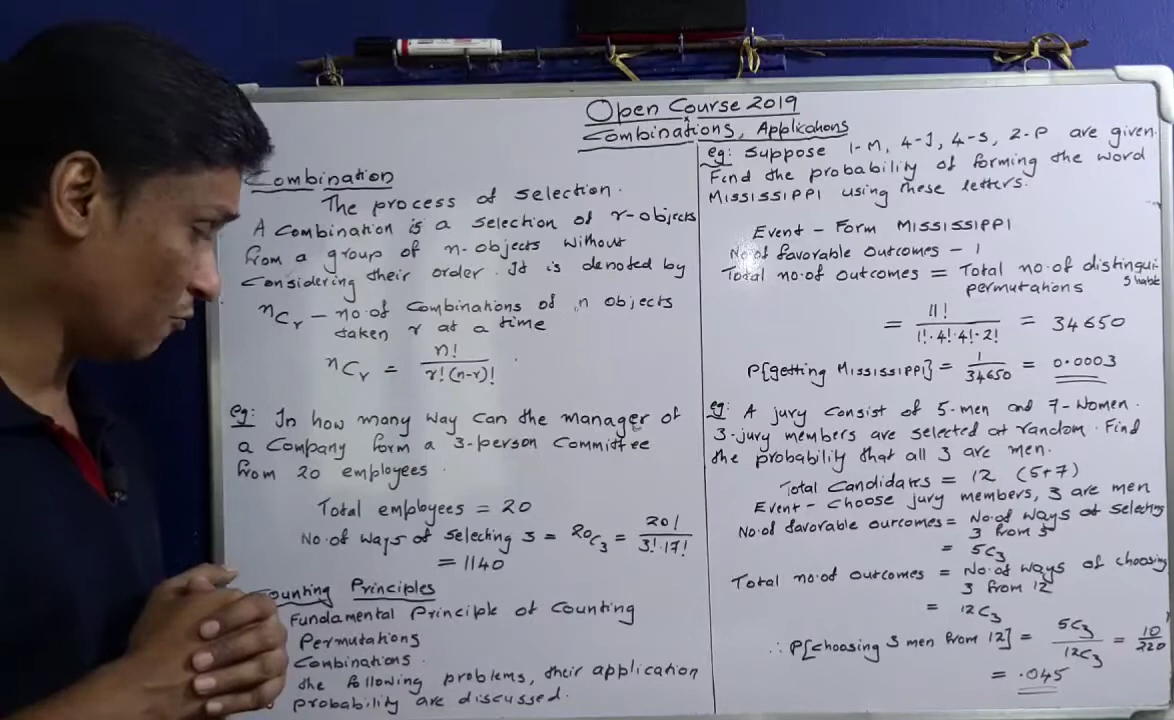 Open Course 2019
Combinations, Applications
Combination
The process of selection.
A combination is a selection of r-objects
from a group of n-objects without
Considering their order. It is denoted by
nCr - no.of combinations of n objects
taken r at a time
nCr = n! / r!(n-r)!
eg: In how many way can the manager of
a Company form a 3-person Committee
from 20 employees.
Total employees = 20
No.of ways of selecting 3 = 20C3 = 20! / 3!·17!
= 1140
Counting Principles
Fundamental Principle of Counting
Permutations
Combinations.
the following problems, their application
probability are discussed.
eg: Suppose 1-M, 4-I, 4-S, 2-P are given.
Find the probability of forming the word
MISSISSIPPI using these letters.
Event - Form MISSISSIPPI
No.of favorable outcomes - 1
Total no.of outcomes = Total no.of distingui-
permutations shable
= 11! / 1!·4!·4!·2! = 34650
P[getting MISSISSIPPI] = 1/34650 = 0.0003
eg: A jury consist of 5-men and 7-women.
3-jury members are selected at random. Find
the probability that all 3 are men.
Total Candidates = 12 (5+7)
Event - Choose jury members, 3 are men
No.of favorable outcomes = No.of ways of selecting
3 from 5
= 5C3
Total no.of outcomes = No.of ways of choosing
3 from 12
= 12C3
∴ P[choosing 3 men from 12] = 5C3 / 12C3 = 10/220
= .045